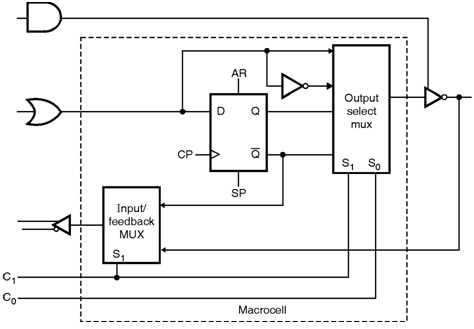 AR
D
Q
Output
select
mux
CP
Q̅
S₁
S₀
SP
Input/
feedback
MUX
S₁
C₁
C₀
Macrocell